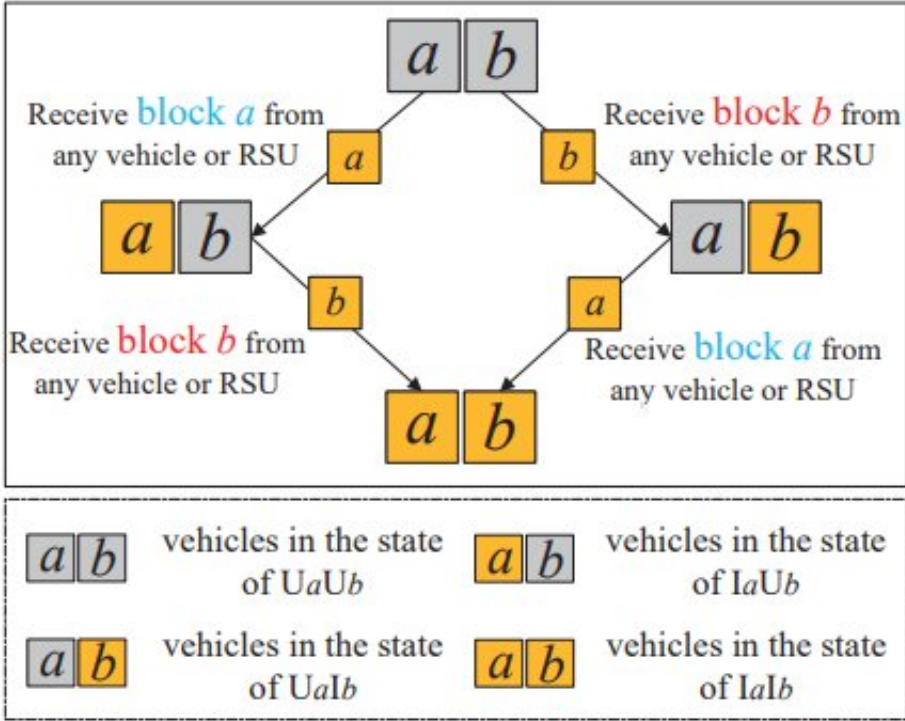 a b
Receive block a from
any vehicle or RSU
a
b
Receive block b from
any vehicle or RSU
a b
a b
b
a
Receive block b from
any vehicle or RSU
Receive block a from
any vehicle or RSU
a b
a b
vehicles in the state
of UaUb
a b
vehicles in the state
of IaUb
a b
vehicles in the state
of UaIb
a b
vehicles in the state
of IaIb